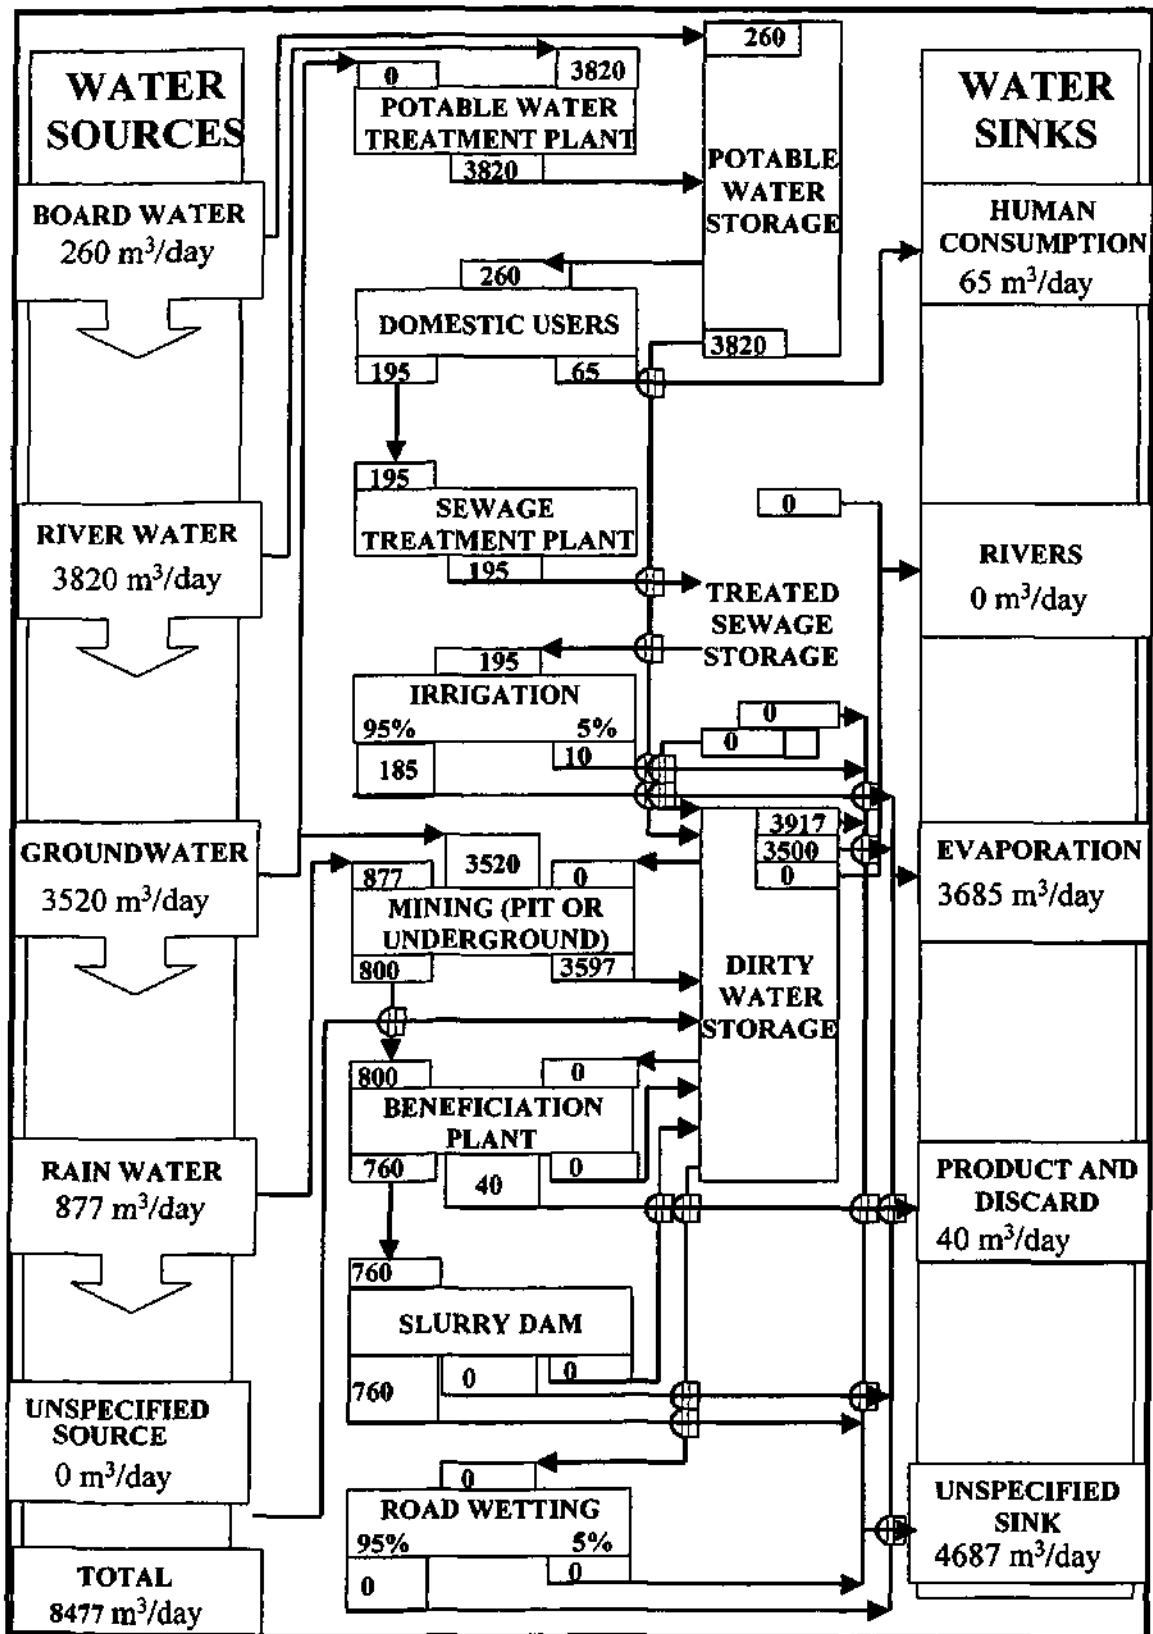 WATER
SOURCES
BOARD WATER
260 m³/day
RIVER WATER
3820 m³/day
GROUNDWATER
3520 m³/day
RAIN WATER
877 m³/day
UNSPECIFIED
SOURCE
0 m³/day
TOTAL
8477 m³/day
0
3820
POTABLE WATER
TREATMENT PLANT
3820
260
DOMESTIC USERS
195
65
195
SEWAGE
TREATMENT PLANT
195
195
IRRIGATION
95%
5%
185
10
877
3520
0
MINING (PIT OR
UNDERGROUND)
800
3597
800
0
BENEFICIATION
PLANT
760
40
0
760
SLURRY DAM
760
0
0
0
ROAD WETTING
95%
5%
0
0
260
POTABLE
WATER
STORAGE
3820
0
TREATED
SEWAGE
STORAGE
0
0
3917
3500
0
DIRTY
WATER
STORAGE
WATER
SINKS
HUMAN
CONSUMPTION
65 m³/day
RIVERS
0 m³/day
EVAPORATION
3685 m³/day
PRODUCT AND
DISCARD
40 m³/day
UNSPECIFIED
SINK
4687 m³/day